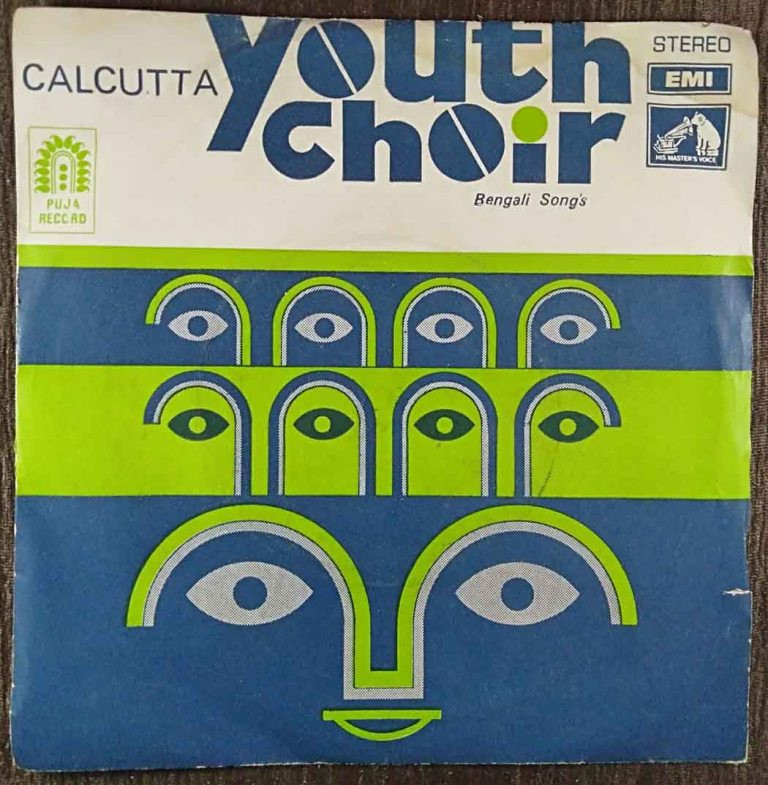 CALCUTTA youth
choir
Bengali Song's
STEREO
EMI
HIS MASTER'S VOICE
PUJA
RECORD